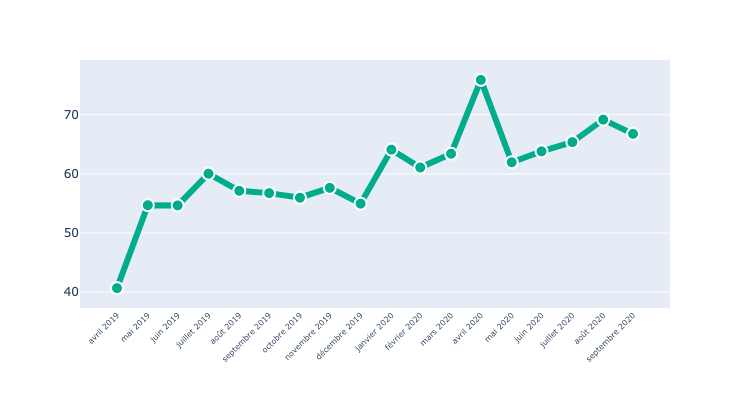 70
60
50
40
avril 2019
mai 2019
juin 2019
juillet 2019
août 2019
septembre 2019
octobre 2019
novembre 2019
décembre 2019
janvier 2020
février 2020
mars 2020
avril 2020
mai 2020
juin 2020
juillet 2020
août 2020
septembre 2020